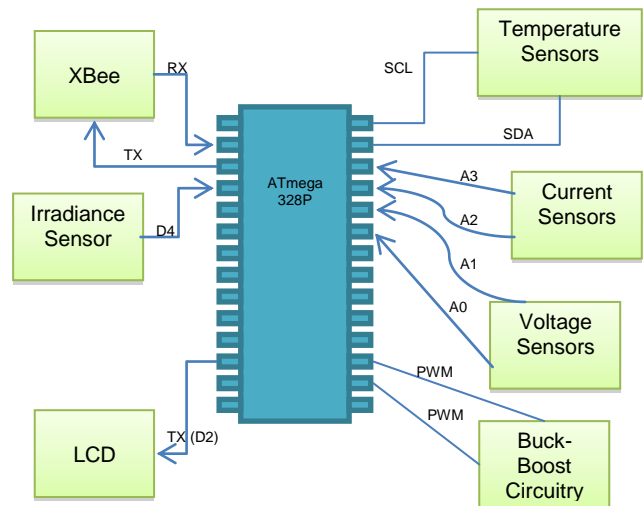 XBee
RX
TX
Irradiance
Sensor
D4
LCD
TX (D2)
ATmega
328P
Temperature
Sensors
SCL
SDA
Current
Sensors
A3
A2
Voltage
Sensors
A1
A0
Buck-
Boost
Circuitry
PWM
PWM